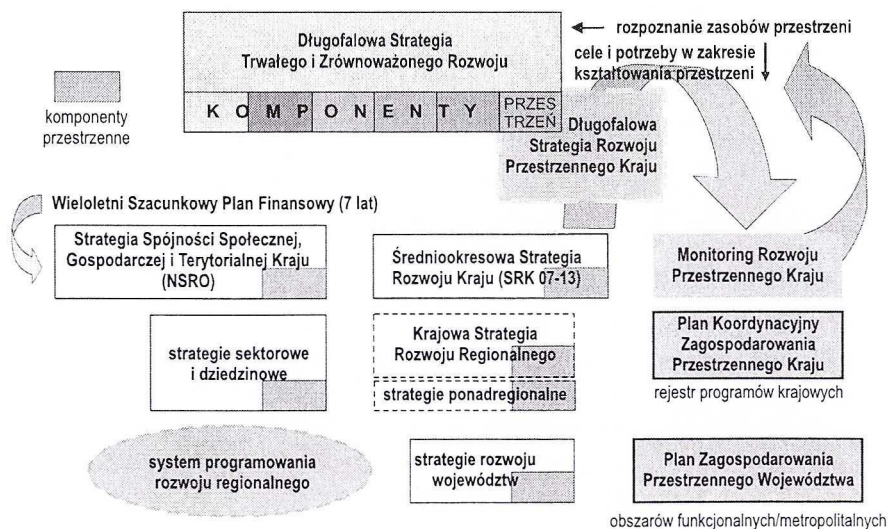 Długofalowa Strategia
Trwałego i Zrównoważonego Rozwoju
K O M P O N E N T Y
PRZES
TRZEŃ
rozpoznanie zasobów przestrzeni
cele i potrzeby w zakresie
kształtowania przestrzeni
komponenty
przestrzenne
Długofalowa
Strategia Rozwoju
Przestrzennego Kraju
Wieloletni Szacunkowy Plan Finansowy (7 lat)
Strategia Spójności Społecznej,
Gospodarczej i Terytorialnej Kraju
(NSRO)
Średniookresowa Strategia
Rozwoju Kraju (SRK 07-13)
Monitoring Rozwoju
Przestrzennego Kraju
strategie sektorowe
i dziedzinowe
Krajowa Strategia
Rozwoju Regionalnego
strategie ponadregionalne
Plan Koordynacyjny
Zagospodarowania
Przestrzennego Kraju
rejestr programów krajowych
system programowania
rozwoju regionalnego
strategie rozwoju
województw
Plan Zagospodarowania
Przestrzennego Województwa
obszarów funkcjonalnych/metropolitalnych